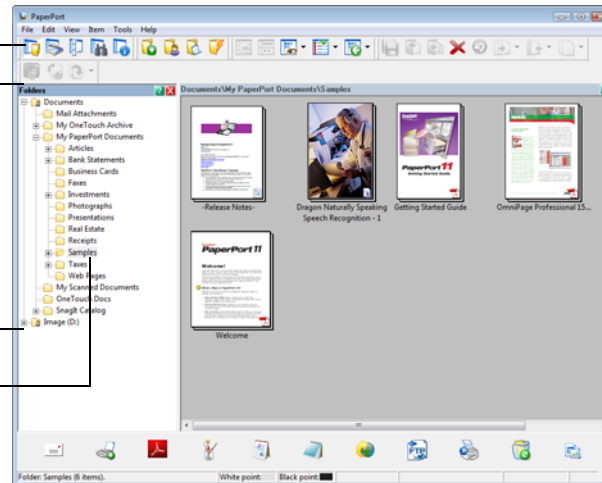 PaperPort
File Edit View Item Tools Help
Folders
Documents\My PaperPort Documents\Samples
Documents
Mail Attachments
My OneTouch Archive
My PaperPort Documents
Articles
Bank Statements
Business Cards
Faxes
Investments
Photographs
Presentations
Real Estate
Receipts
Samples
Taxes
Web Pages
My Scanned Documents
OneTouch Docs
SnagIt Catalog
Image (D:)
-Release Notes-
Dragon Naturally Speaking
Speech Recognition - 1
PaperPort 11
Getting Started Guide
Getting Started Guide
OmniPage Professional 15...
PaperPort 11
Welcome!
Welcome
FTP
Folder: Samples (6 items).
White point:
Black point: